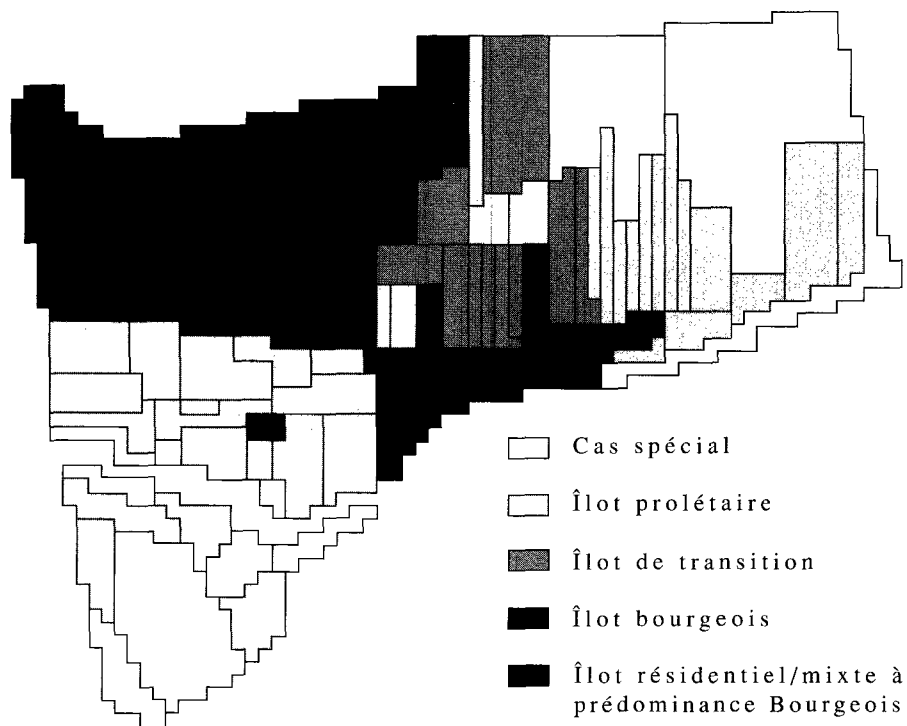 Cas spécial
Îlot prolétaire
Îlot de transition
Îlot bourgeois
Îlot résidentiel/mixte à
prédominance Bourgeois